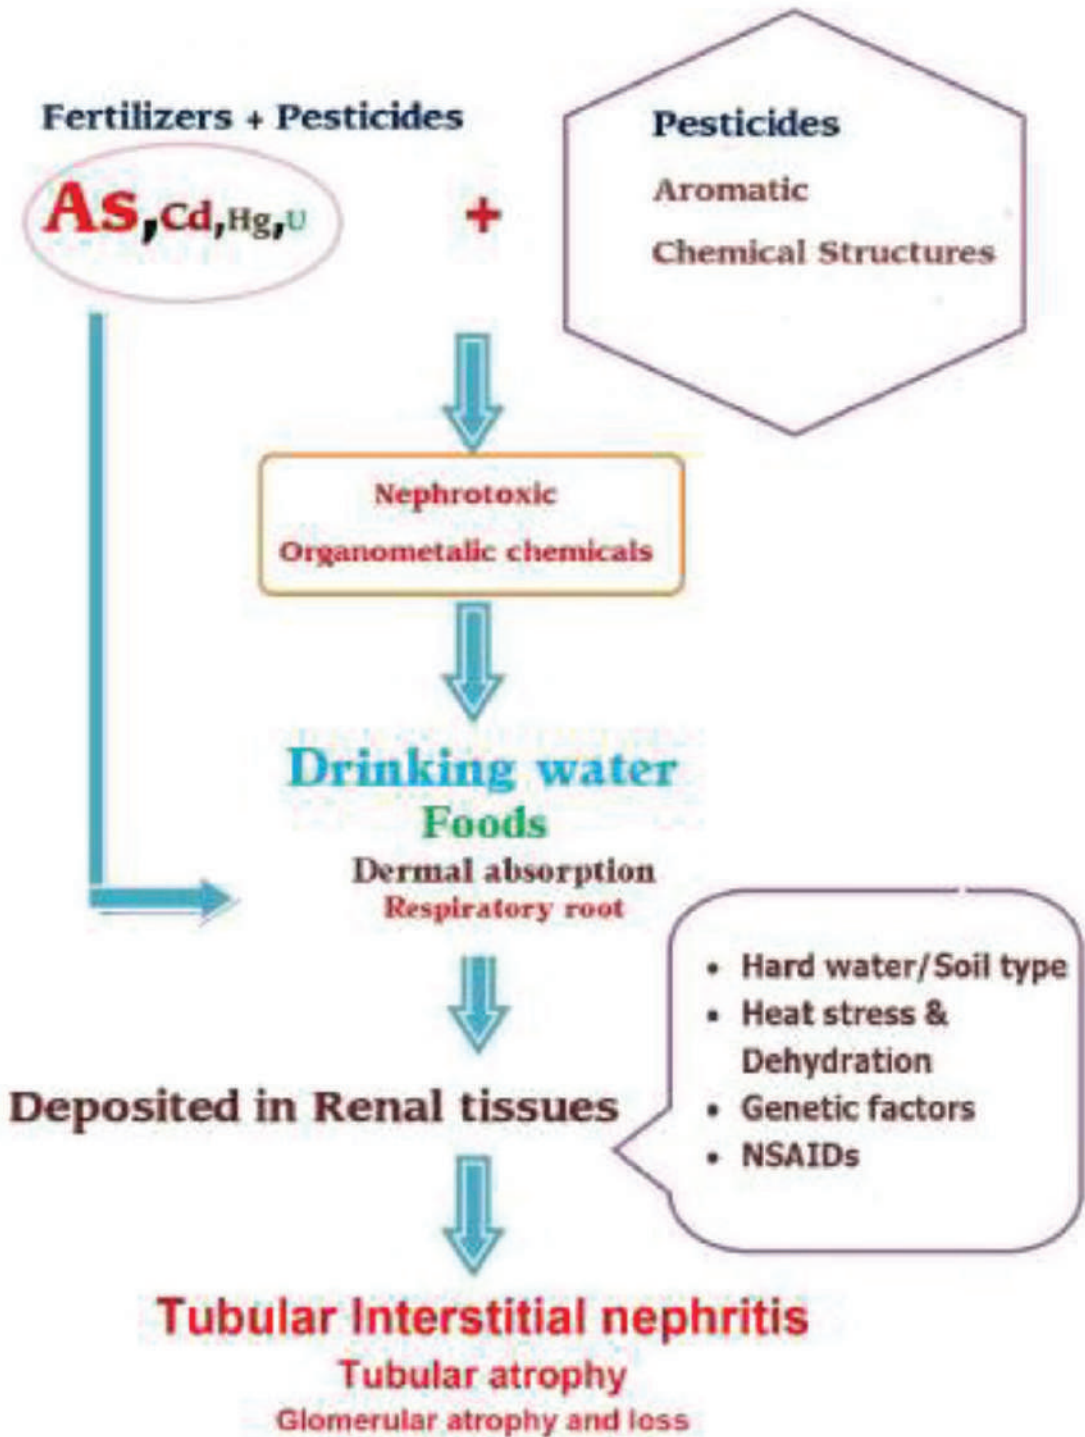 Fertilizers + Pesticides
As,Cd,Hg,U
+
Pesticides
Aromatic
Chemical Structures
Nephrotoxic
Organometalic chemicals
Drinking water
Foods
Dermal absorption
Respiratory root
Deposited in Renal tissues
• Hard water/Soil type
• Heat stress &
Dehydration
• Genetic factors
• NSAIDs
Tubular Interstitial nephritis
Tubular atrophy
Glomerular atrophy and loss